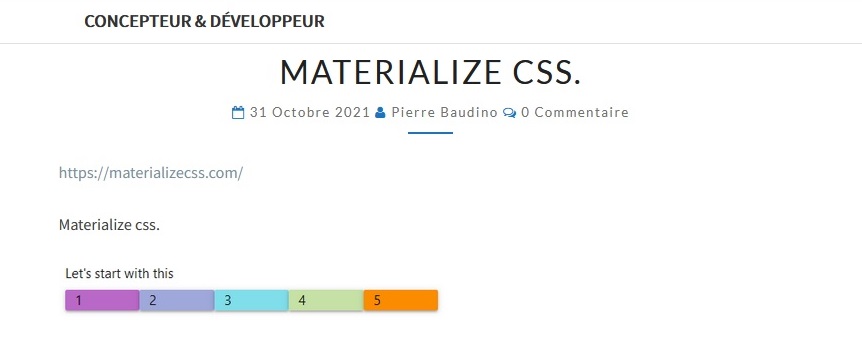 CONCEPTEUR & DÉVELOPPEUR
MATERIALIZE CSS.
31 Octobre 2021 Pierre Baudino 0 Commentaire
https://materializecss.com/
Materialize css.
Let's start with this
1 2 3 4 5